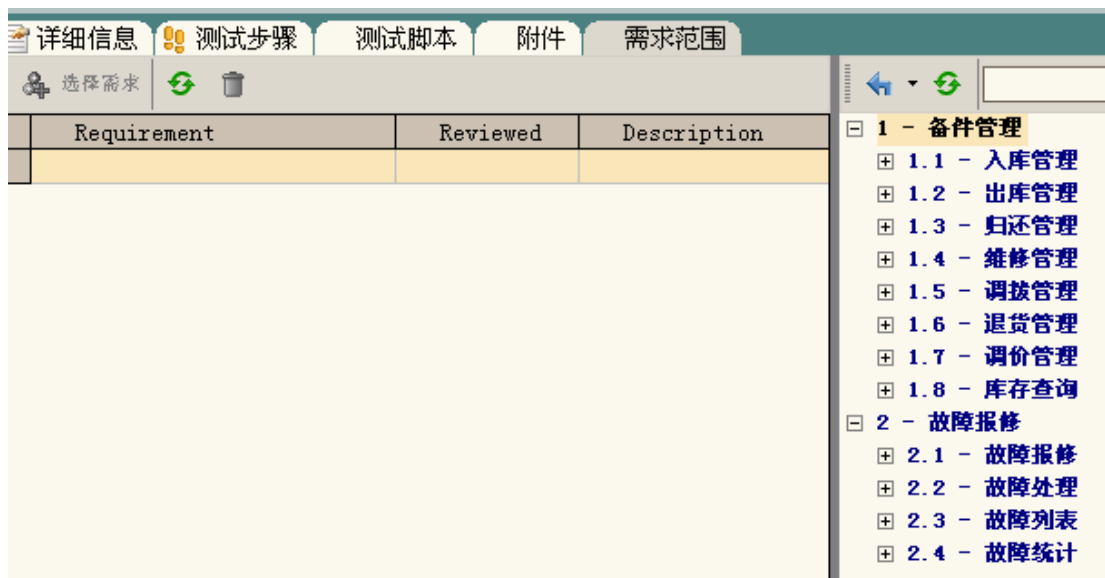 详细信息 测试步骤 测试脚本 附件 需求范围
选择需求
Requirement Reviewed Description
1 - 备件管理
1.1 - 入库管理
1.2 - 出库管理
1.3 - 归还管理
1.4 - 维修管理
1.5 - 调拨管理
1.6 - 退货管理
1.7 - 调价管理
1.8 - 库存查询
2 - 故障报修
2.1 - 故障报修
2.2 - 故障处理
2.3 - 故障列表
2.4 - 故障统计